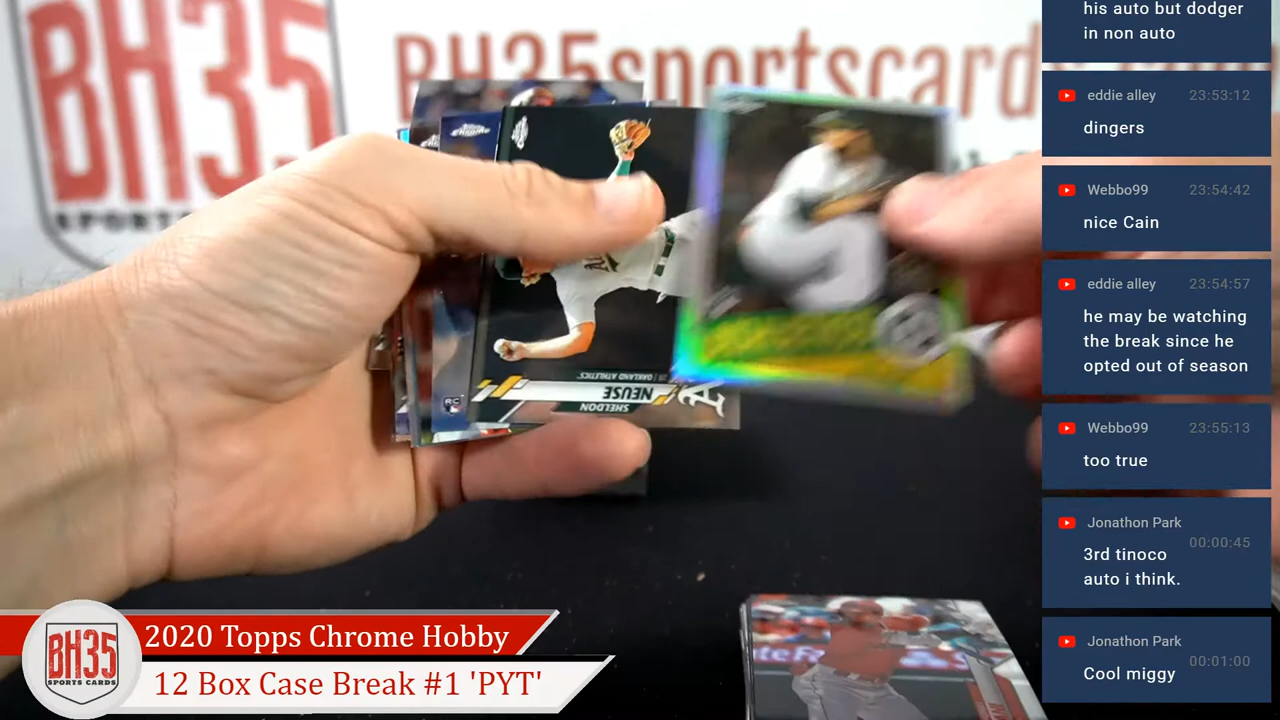 BH35
SPORTS
BH35sportscards
CHROME
SHELDON
NEUSE
2B | OAKLAND ATHLETICS
RC
A
BH35
SPORTS CARDS
2020 Topps Chrome Hobby
12 Box Case Break #1 'PYT'
his auto but dodger
in non auto
eddie alley 23:53:12
dingers
Webbo99 23:54:42
nice Cain
eddie alley 23:54:57
he may be watching
the break since he
opted out of season
Webbo99 23:55:13
too true
Jonathon Park 00:00:45
3rd tinoco
auto i think.
Jonathon Park 00:01:00
Cool miggy